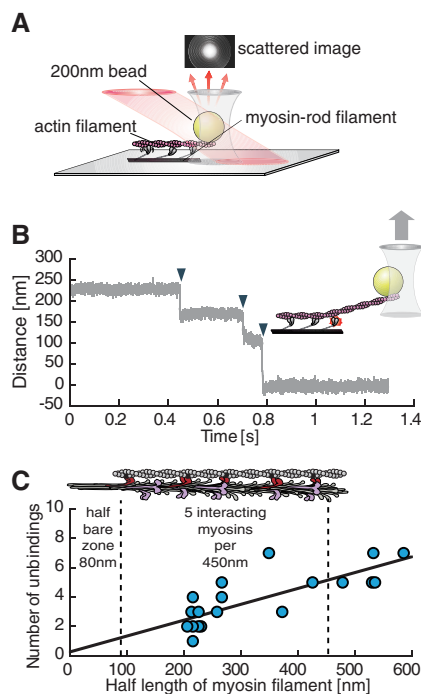 A
scattered image
200nm bead
myosin-rod filament
actin filament
B
Distance [nm]
300
250
200
150
100
50
0
-50
0
0.2
0.4
0.6
0.8
1
1.2
1.4
Time [s]
C
Number of unbindings
10
8
6
4
2
0
half
bare
zone
80nm
5 interacting
myosins
per
450nm
0
100
200
300
400
500
600
Half length of myosin filament [nm]